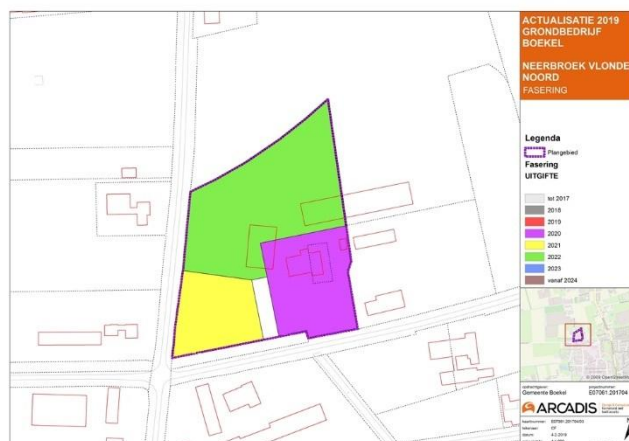 ACTUALISATIE 2019
GRONDBEDRIJF
BOEKEL
NEERBROEK VLONDER
NOORD
FASERING
Legenda
Plangebied
Fasering
UITGIFTE
tot 2017
2018
2019
2020
2021
2022
2023
vanaf 2024
Gemeente Boekel
E07061.201704
ARCADIS